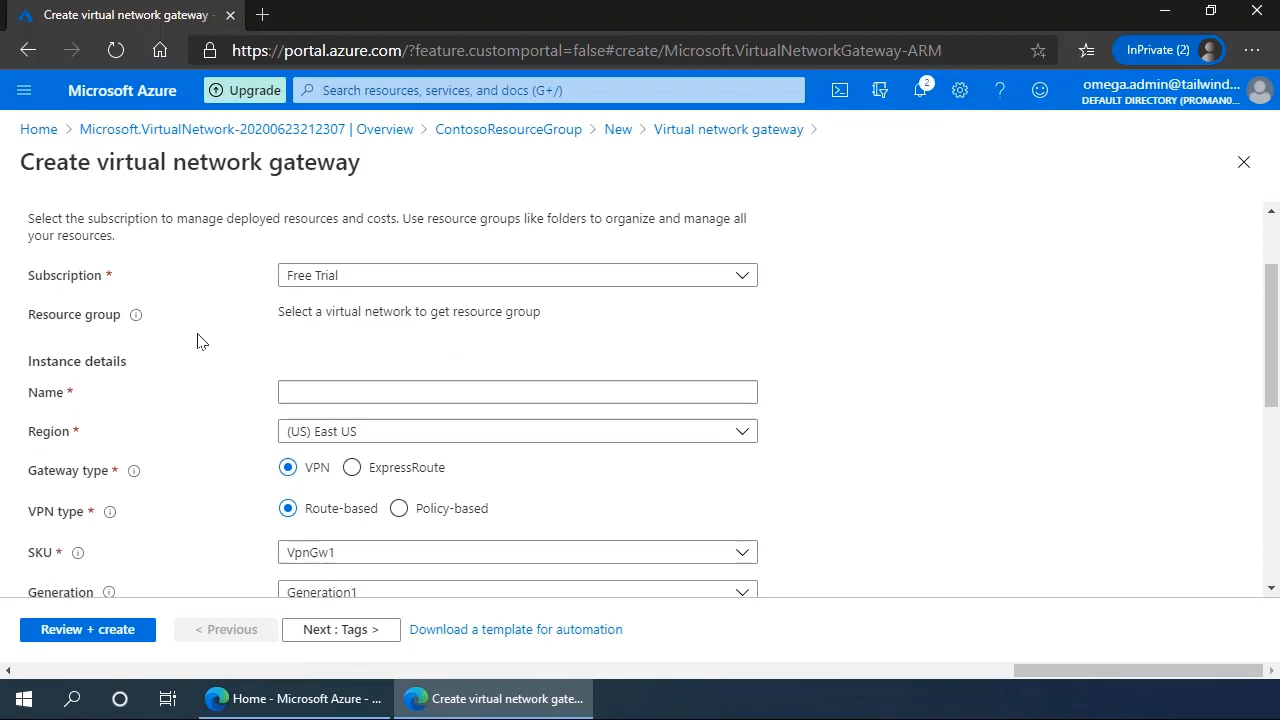 Create virtual network gateway -
https://portal.azure.com/?feature.customportal=false#create/Microsoft.VirtualNetworkGateway-ARM
InPrivate (2)
Microsoft Azure
Upgrade
Search resources, services, and docs (G+/)
2
omega.admin@tailwind...
DEFAULT DIRECTORY (PROMAN0...
Home > Microsoft.VirtualNetwork-20200623212307 | Overview > ContosoResourceGroup > New > Virtual network gateway >
Create virtual network gateway
Select the subscription to manage deployed resources and costs. Use resource groups like folders to organize and manage all
your resources.
Subscription *
Free Trial
Resource group
Select a virtual network to get resource group
Instance details
Name *
Region *
(US) East US
Gateway type *
VPN
ExpressRoute
VPN type *
Route-based
Policy-based
SKU *
VpnGw1
Generation
Generation1
Review + create
< Previous
Next : Tags >
Download a template for automation
Home - Microsoft Azure - ...
Create virtual network gate...